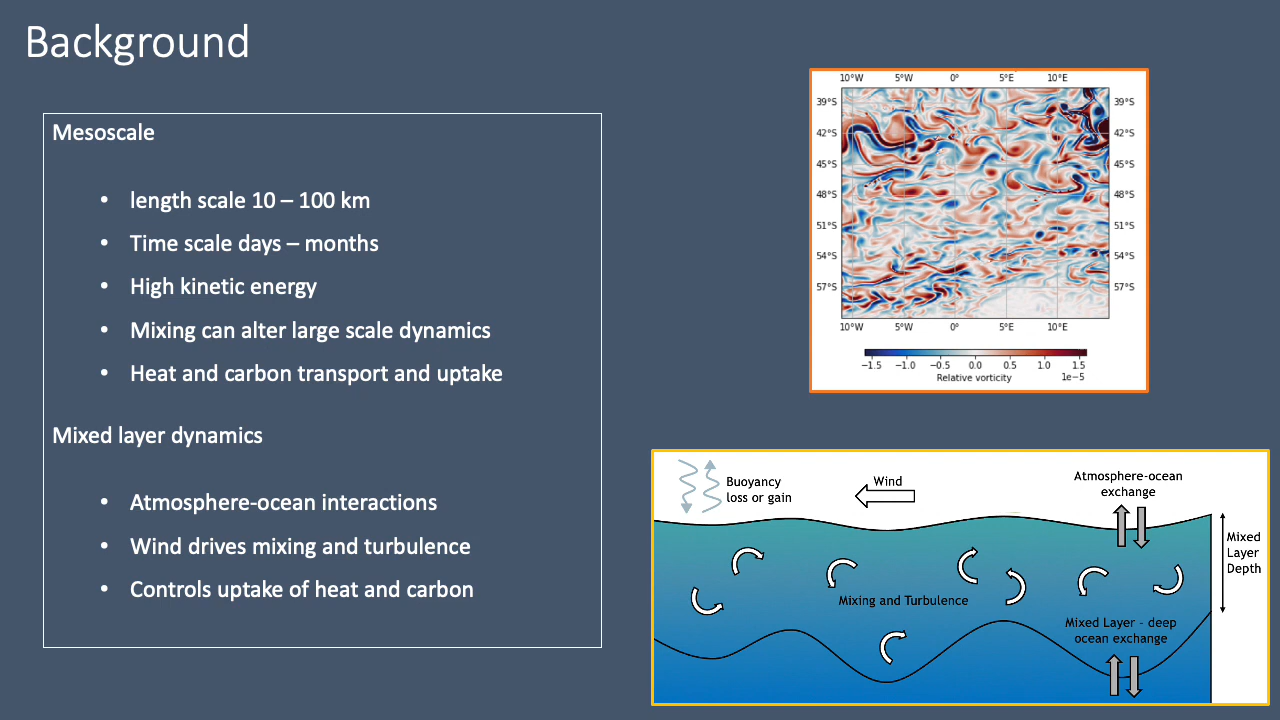 Background
Mesoscale
• length scale 10 – 100 km
• Time scale days – months
• High kinetic energy
• Mixing can alter large scale dynamics
• Heat and carbon transport and uptake
Mixed layer dynamics
• Atmosphere-ocean interactions
• Wind drives mixing and turbulence
• Controls uptake of heat and carbon
10°W 5°W 0° 5°E 10°E
39°S 39°S
42°S 42°S
45°S 45°S
48°S 48°S
51°S 51°S
54°S 54°S
57°S 57°S
10°W 5°W 0° 5°E 10°E
−1.5 −1.0 −0.5 0.0 0.5 1.0 1.5
Relative vorticity 1e−5
Buoyancy
loss or gain
Wind
Atmosphere-ocean
exchange
Mixed
Layer
Depth
Mixing and Turbulence
Mixed Layer - deep
ocean exchange